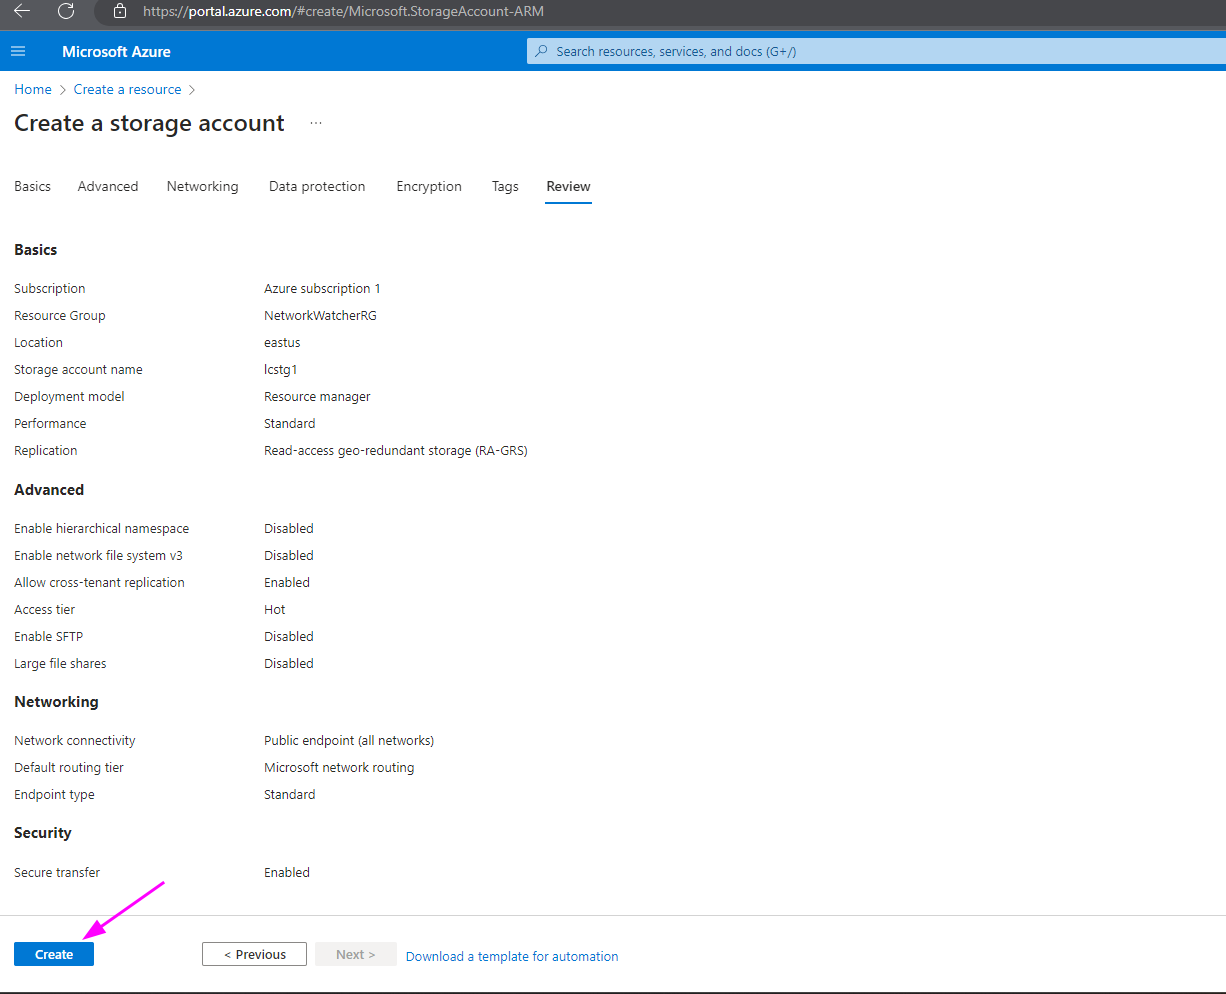 https://portal.azure.com/#create/Microsoft.StorageAccount-ARM
Microsoft Azure
Search resources, services, and docs (G+/)
Home > Create a resource >
Create a storage account ...
Basics Advanced Networking Data protection Encryption Tags Review
Basics
Subscription Azure subscription 1
Resource Group NetworkWatcherRG
Location eastus
Storage account name lcstg1
Deployment model Resource manager
Performance Standard
Replication Read-access geo-redundant storage (RA-GRS)
Advanced
Enable hierarchical namespace Disabled
Enable network file system v3 Disabled
Allow cross-tenant replication Enabled
Access tier Hot
Enable SFTP Disabled
Large file shares Disabled
Networking
Network connectivity Public endpoint (all networks)
Default routing tier Microsoft network routing
Endpoint type Standard
Security
Secure transfer Enabled
Create < Previous Next > Download a template for automation